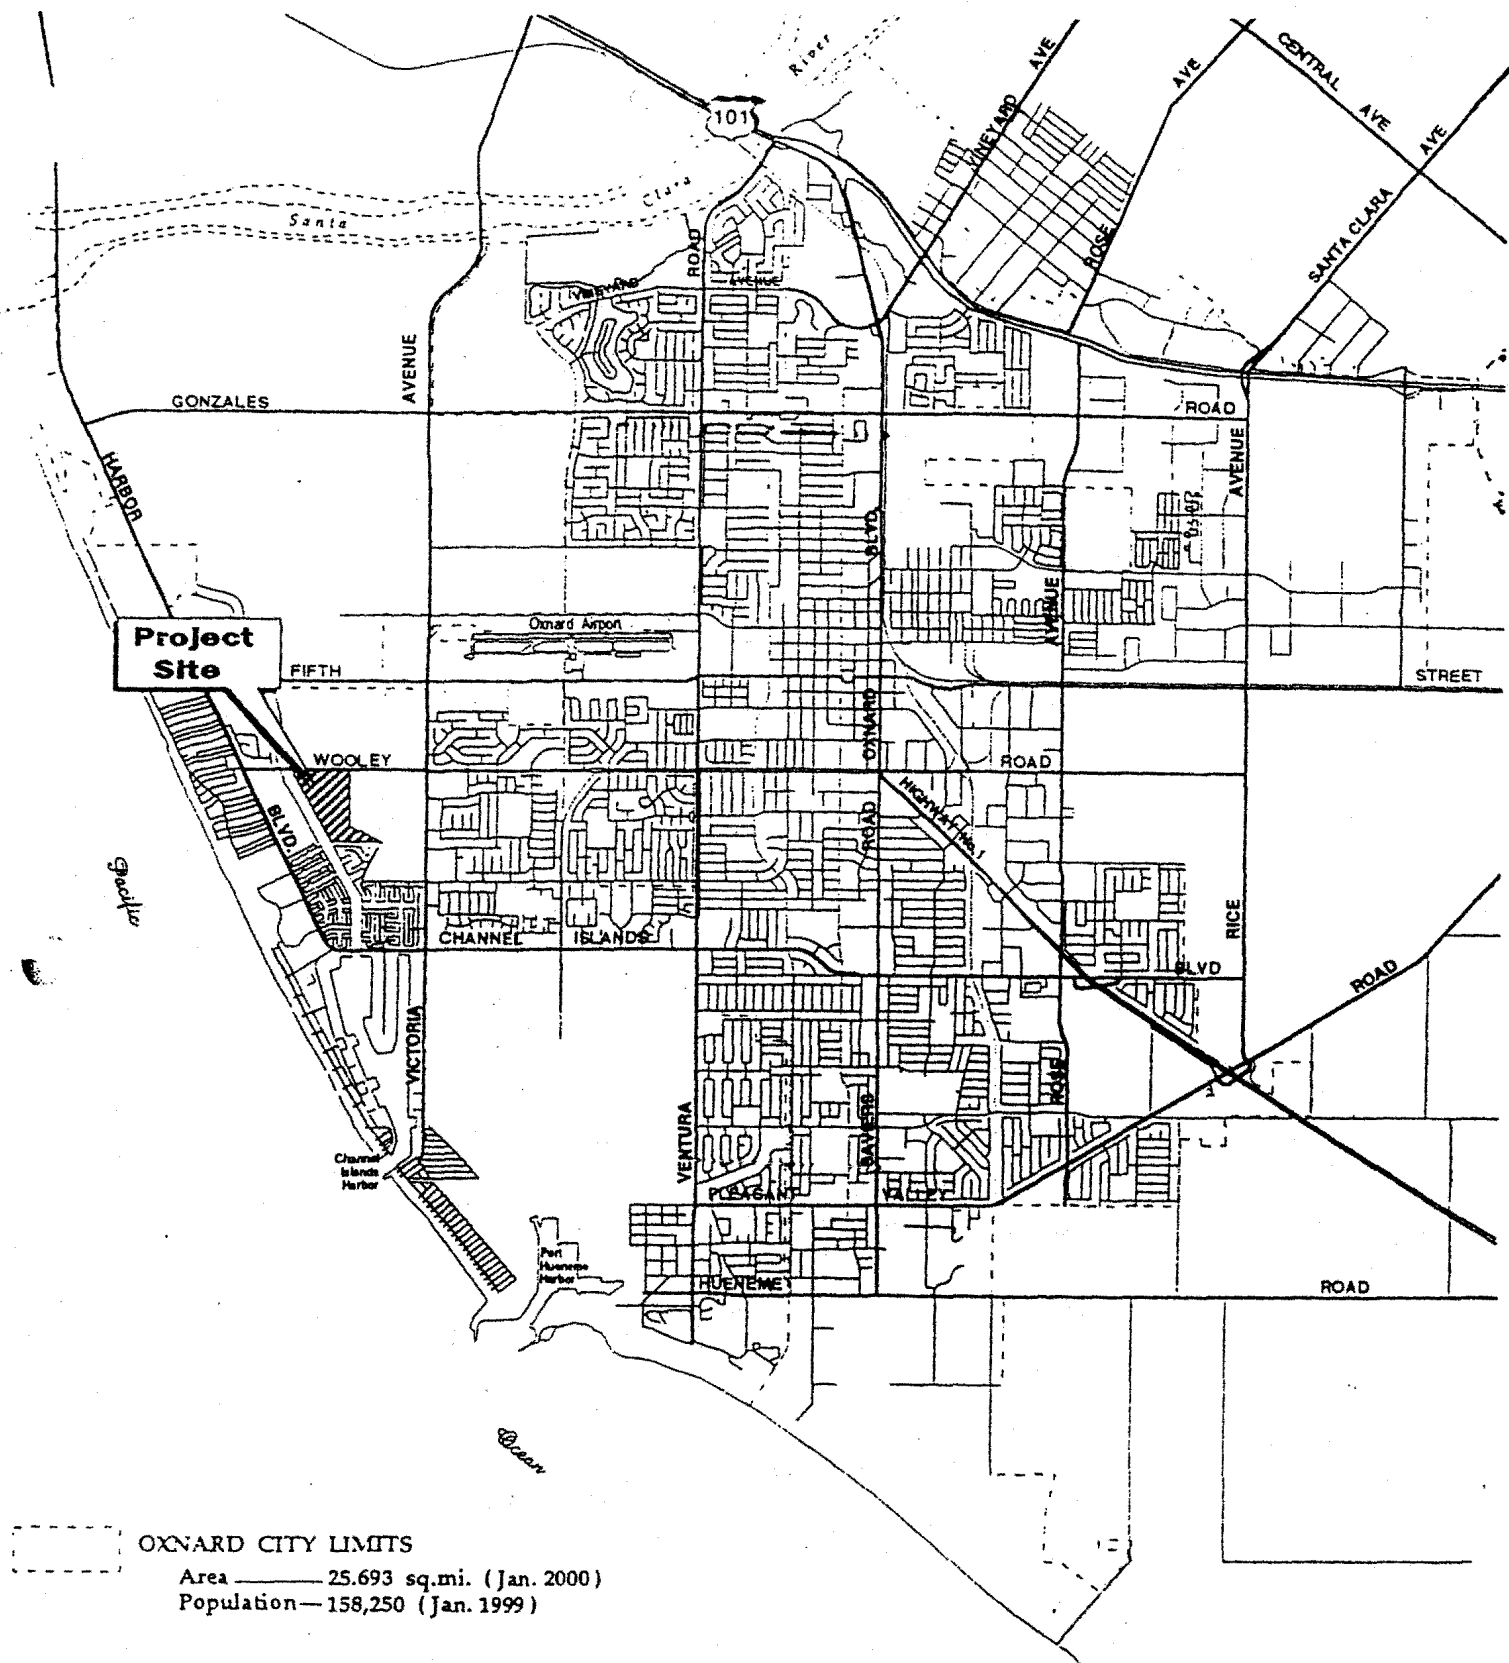 River
AVE
VINEYARD
AVE
CENTRAL
AVE
AVE
101
Santa
Clara
SANTA CLARA
ROSE
ROAD
VINEYARD
AVENUE
AVENUE
GONZALES
ROAD
HARBOR
AVENUE
BLVD.
AVENUE
Oxnard Airport
Project
Site
FIFTH
STREET
OXNARD
WOOLEY
ROAD
HIGHWAY No. 1
ROAD
BLVD.
Pacific
RICE
CHANNEL
ISLANDS
BLVD
ROAD
VICTORIA
ROSE
VENTURA
SAVIERS
Channel
Islands
Harbor
PLEASANT
VALLEY
Port
Hueneme
Harbor
HUENEME
ROAD
Ocean
OXNARD CITY LIMITS
Area ——— 25.693 sq.mi. (Jan. 2000)
Population — 158,250 (Jan. 1999)